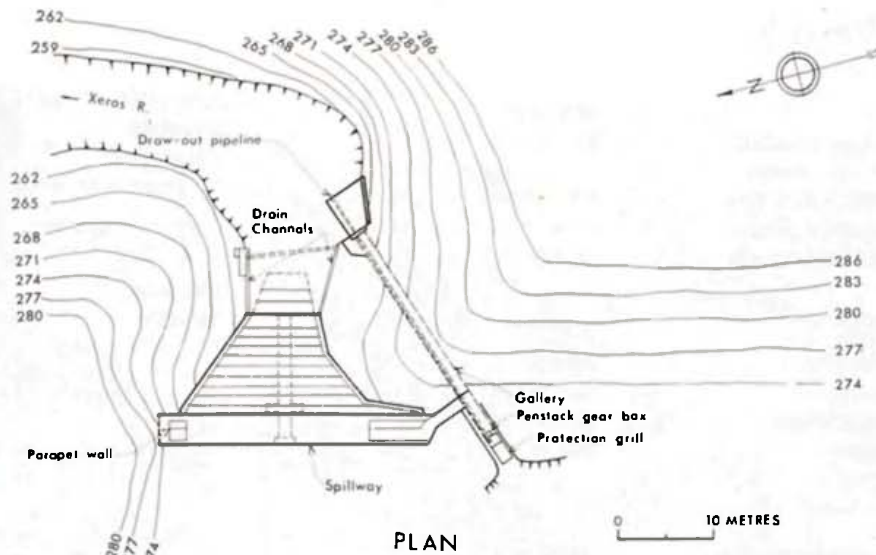 262
259
265
268
271
274
277
280
283
286
N
Xeros R.
Draw-out pipeline
Drain
Channels
262
265
268
271
274
277
280
286
283
280
277
274
Gallery
Penstack gear box
Protection grill
Parapet wall
Spillway
280
77
74
PLAN
0
10 METRES